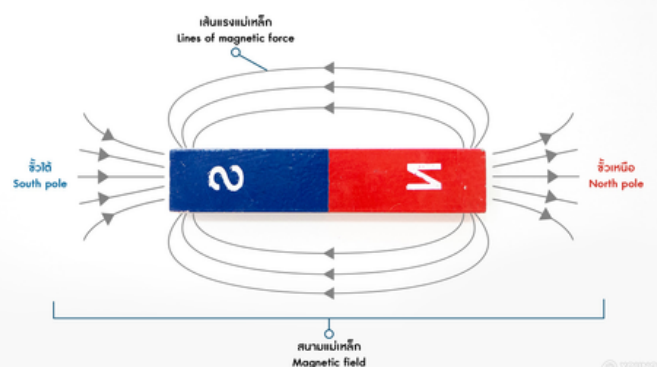 เส้นแรงแม่เหล็ก
Lines of magnetic force
ขั้วใต้
South pole
S
N
ขั้วเหนือ
North pole
สนามแม่เหล็ก
Magnetic field